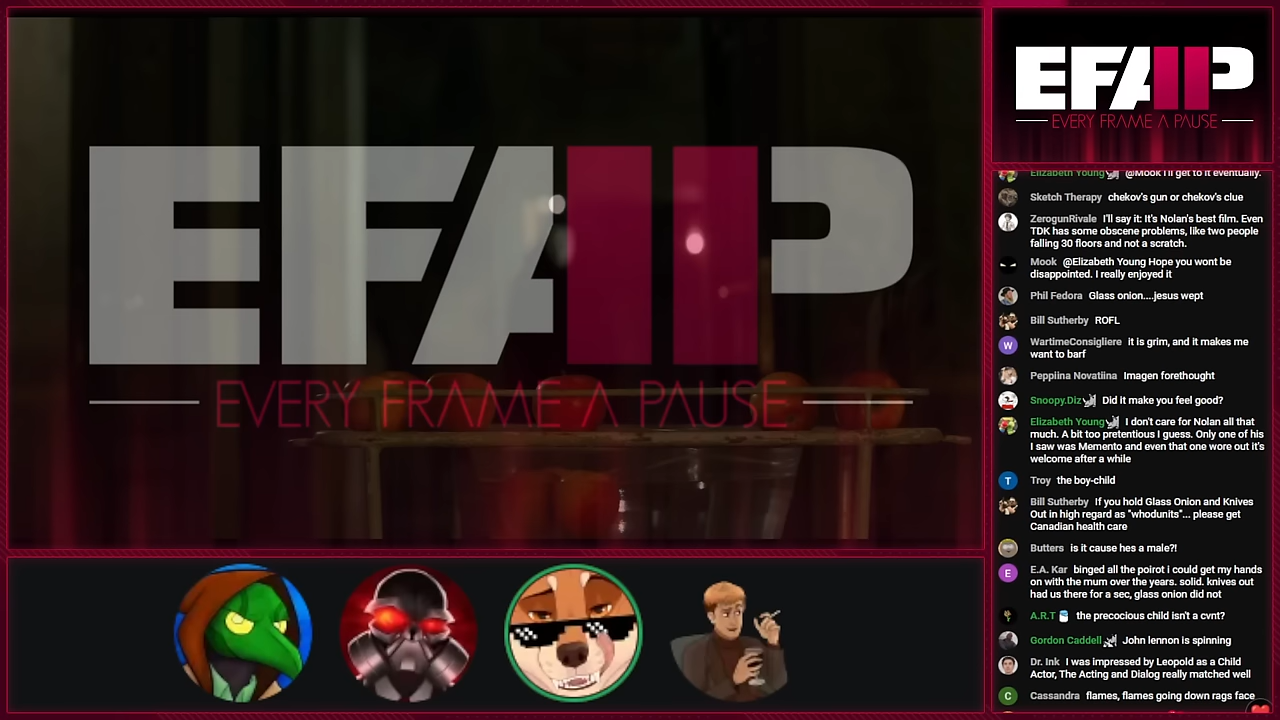 EFAP
EVERY FRAME A PAUSE
EFAP
EVERY FRAME A PAUSE
Elizabeth Young @Mook I'll get to it eventually.
Sketch Therapy chekov's gun or chekov's clue
ZerogunRivale I'll say it: It's Nolan's best film. Even
TDK has some obscene problems, like two people
falling 30 floors and not a scratch.
Mook @Elizabeth Young Hope you wont be
disappointed. I really enjoyed it
Phil Fedora Glass onion....jesus wept
Bill Sutherby ROFL
W
WartimeConsigliere it is grim, and it makes me
want to barf
Peppiina Novatiina Imagen forethought
Snoopy.Diz Did it make you feel good?
Elizabeth Young I don't care for Nolan all that
much. A bit too pretentious I guess. Only one of his
I saw was Memento and even that one wore out it's
welcome after a while
T
Troy the boy-child
Bill Sutherby If you hold Glass Onion and Knives
Out in high regard as "whodunits"... please get
Canadian health care
Butters is it cause hes a male?!
E
E.A. Kar binged all the poirot i could get my hands
on with the mum over the years. solid. knives out
had us there for a sec, glass onion did not
A.R.T the precocious child isn't a cvnt?
Gordon Caddell John lennon is spinning
Dr. Ink I was impressed by Leopold as a Child
Actor, The Acting and Dialog really matched well
C
Cassandra flames, flames going down rags face